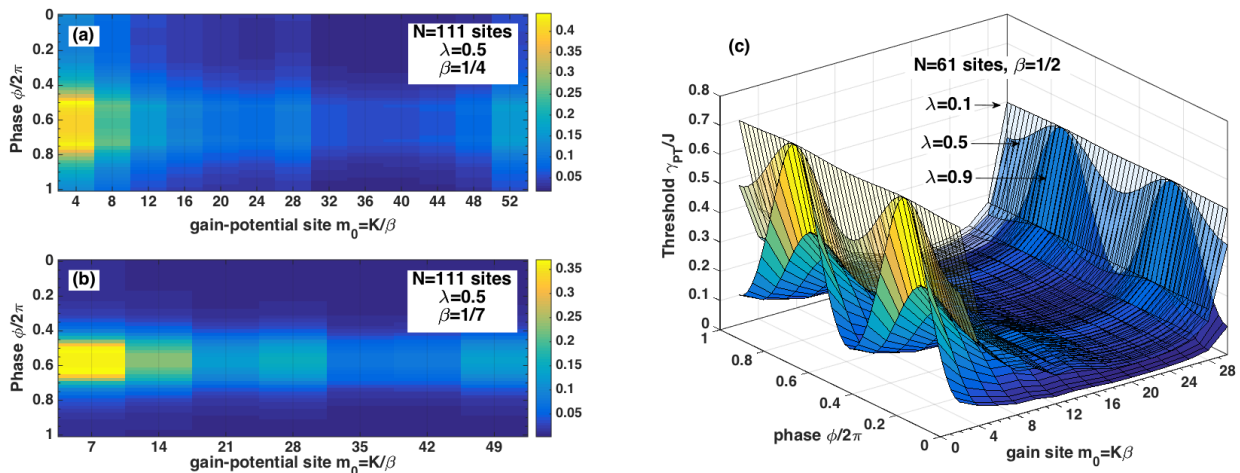 (a)
N=111 sites
λ=0.5
β=1/4
0
0.2
0.4
0.6
0.8
1
Phase ϕ/2π
4 8 10 12 16 20 24 28 32 36 40 44 48 52
gain-potential site m₀=K/β
0.4
0.35
0.3
0.25
0.2
0.15
0.1
0.05
(b)
N=111 sites
λ=0.5
β=1/7
0
0.2
0.4
0.6
0.8
1
Phase ϕ/2π
7 14 21 28 35 42 49
gain-potential site m₀=K/β
0.35
0.3
0.25
0.2
0.15
0.1
0.05
(c)
N=61 sites, β=1/2
λ=0.1
λ=0.5
λ=0.9
0.8
0.7
0.6
0.5
0.4
0.3
0.2
0.1
0
Threshold γPT/J
1
0.8
0.6
0.4
0.2
0
phase ϕ/2π
0 4 8 12 16 20 24 28
gain site m₀=Kβ